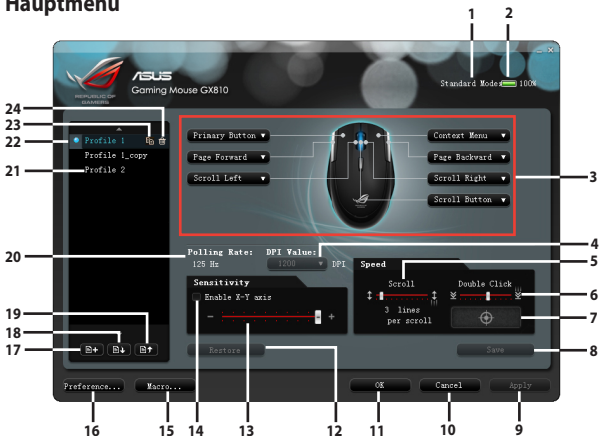 Hauptmenü
1
2
REPUBLIC OF
GAMERS
ASUS
Gaming Mouse GX810
Standard Mode
100%
24
23
22
21
Profile 1
Profile 1_copy
Profile 2
Primary Button
Page Forward
Scroll Left
Context Menu
Page Backward
Scroll Right
Scroll Button
3
20
Polling Rate:
125 Hz
DPI Value:
1200
DPI
4
Sensitivity
Enable X-Y axis
- +
Speed
Scroll
3 lines
per scroll
Double Click
5
6
7
19
18
17
Restore
Save
8
Preference...
Macro...
OK
Cancel
Apply
16
15
14
13
12
11
10
9